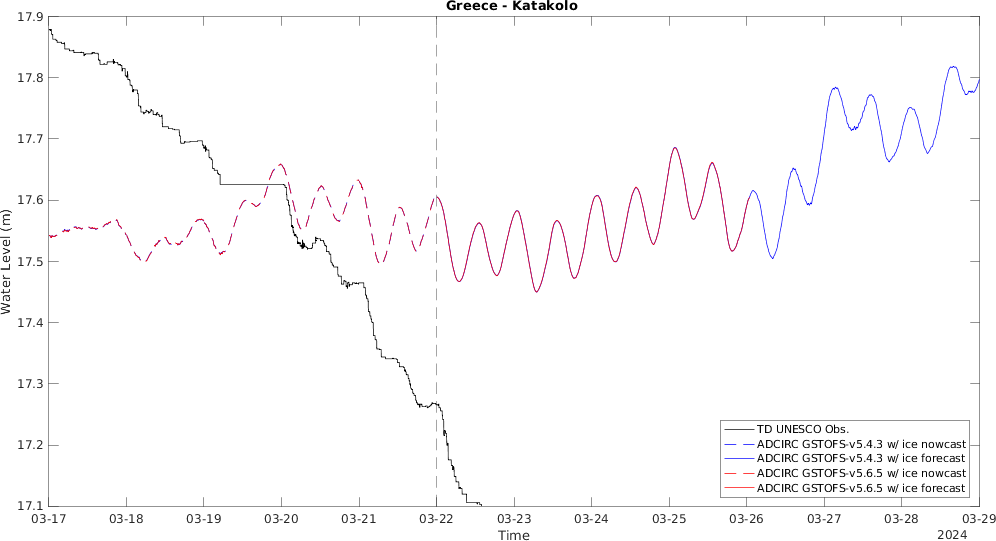 Greece - Katakolo
17.9
17.8
17.7
17.6
17.5
17.4
17.3
17.2
17.1
Water Level (m)
TD UNESCO Obs.
ADCIRC GSTOFS-v5.4.3 w/ ice nowcast
ADCIRC GSTOFS-v5.4.3 w/ ice forecast
ADCIRC GSTOFS-v5.6.5 w/ ice nowcast
ADCIRC GSTOFS-v5.6.5 w/ ice forecast
03-17 03-18 03-19 03-20 03-21 03-22 03-23 03-24 03-25 03-26 03-27 03-28 03-29
Time
2024